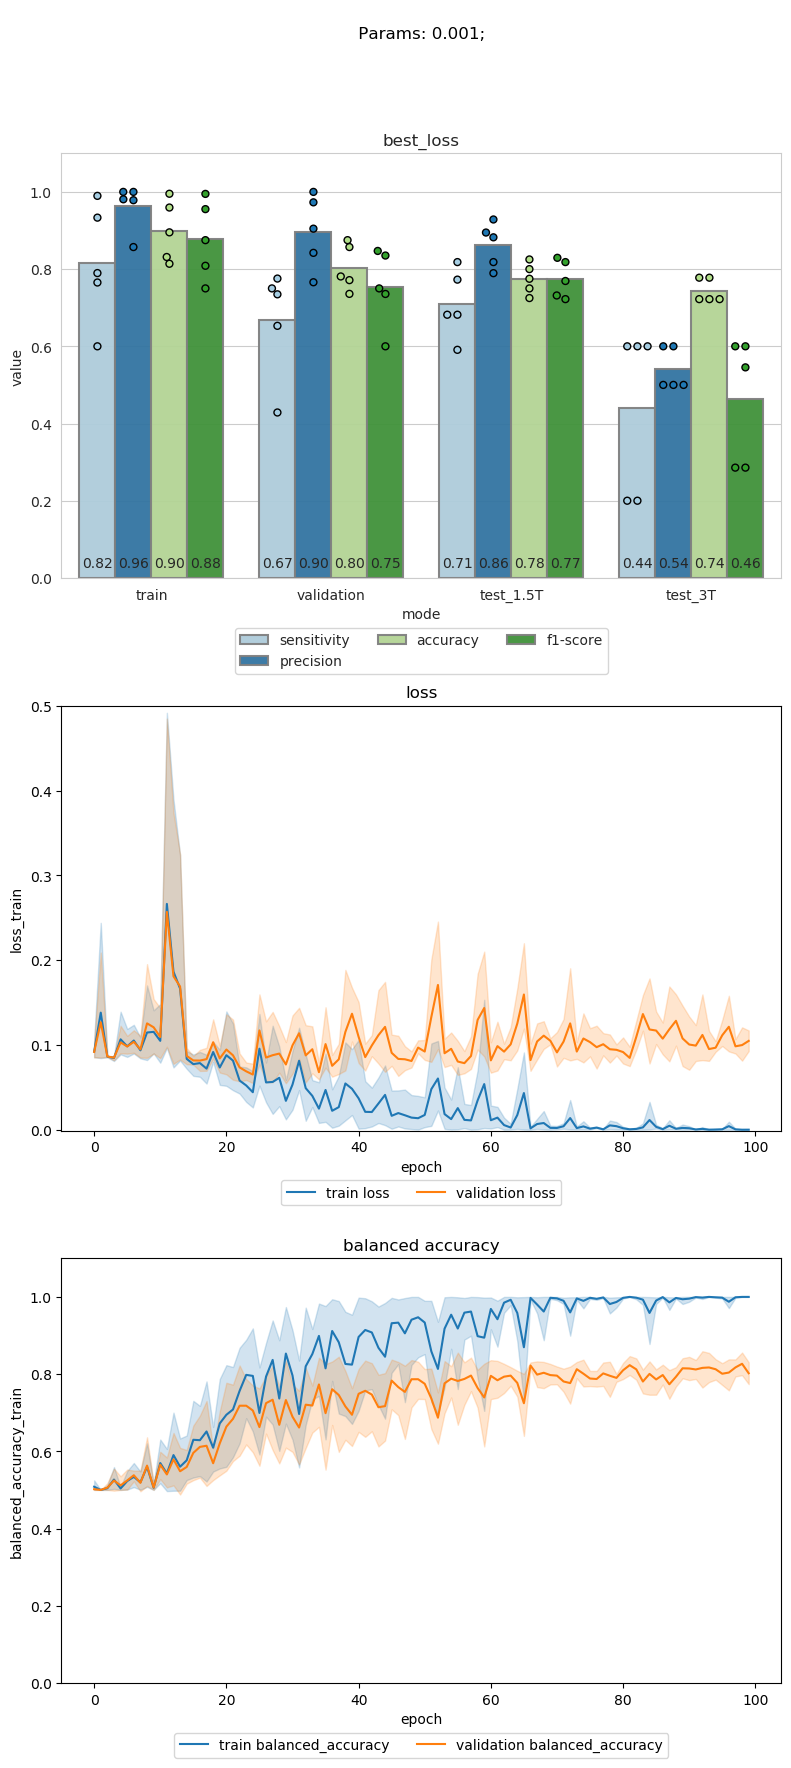 Params: 0.001;
best_loss
value
1.0
0.8
0.6
0.4
0.2
0.0
0.82 0.96 0.90 0.88 0.67 0.90 0.80 0.75 0.71 0.86 0.78 0.77 0.44 0.54 0.74 0.46
train validation test_1.5T test_3T
mode
sensitivity accuracy f1-score
precision
loss
loss_train
0.5
0.4
0.3
0.2
0.1
0.0
0 20 40 60 80 100
epoch
train loss validation loss
balanced accuracy
balanced_accuracy_train
1.0
0.8
0.6
0.4
0.2
0.0
0 20 40 60 80 100
epoch
train balanced_accuracy validation balanced_accuracy